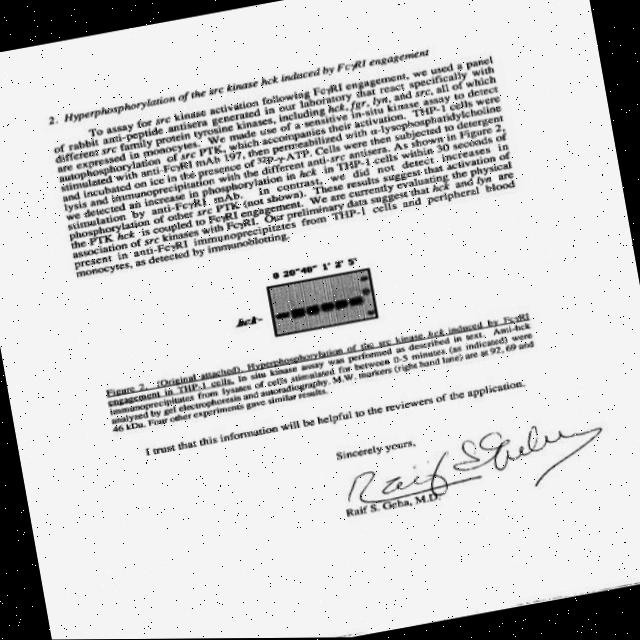 2. Hyperphosphorylation of the src kinase hck induced by FcγRI engagement
To assay for src kinase activation following FcγRI engagement, we used a panel
of rabbit anti-peptide antisera generated in our laboratory that react specifically with
different src family protein tyrosine kinases, including hck, fgr, lyn, and src, all of which
are expressed in monocytes. We made use of a sensitive in-situ kinase assay to detect
autophosphorylation of src PTK, which accompanies their activation. THP-1 cells were
stimulated with anti FcγRI mAb 197, then permeabilized with α-lysophosphatidylcholine
and incubated on ice in the presence of 32P-γ-ATP. Cells were then subjected to detergent
lysis and immunoprecipitation with the different anti-src antisera. As shown in Figure 2,
we detected an increase in phosphorylation in hck in THP-1 cells within 30 seconds of
stimulation by anti-FcγRI. mAb. In contrast, we did not detect increases in
phosphorylation of other src PTK (not shown). These results suggest that activation of
the PTK hck is coupled to FcγRI engagement. We are currently evaluating the physical
association of src kinases with FcγRI. Our preliminary data suggest that hck and lyn are
present in anti-FcγRI immunoprecipitates from THP-1 cells and peripheral blood
monocytes, as detected by immunoblotting.
0 20"40" 1' 2' 5'
hck-
Figure 2. (Original attached) Hyperphosphorylation of the src kinase hck induced by FcγRI
engagement in THP-1 cells. In situ kinase assay was performed as described in text. Anti-hck
immunoprecipitates from lysates of cells stimulated for between 0-5 minutes (as indicated) were
analyzed by gel electrophoresis and autoradiography. M.W. markers (right hand lane) are at 92, 69 and
46 kDa. Four other experiments gave similar results.
I trust that this information will be helpful to the reviewers of the application.
Sincerely yours,
Raif S Geha
Raif S. Geha, M.D.